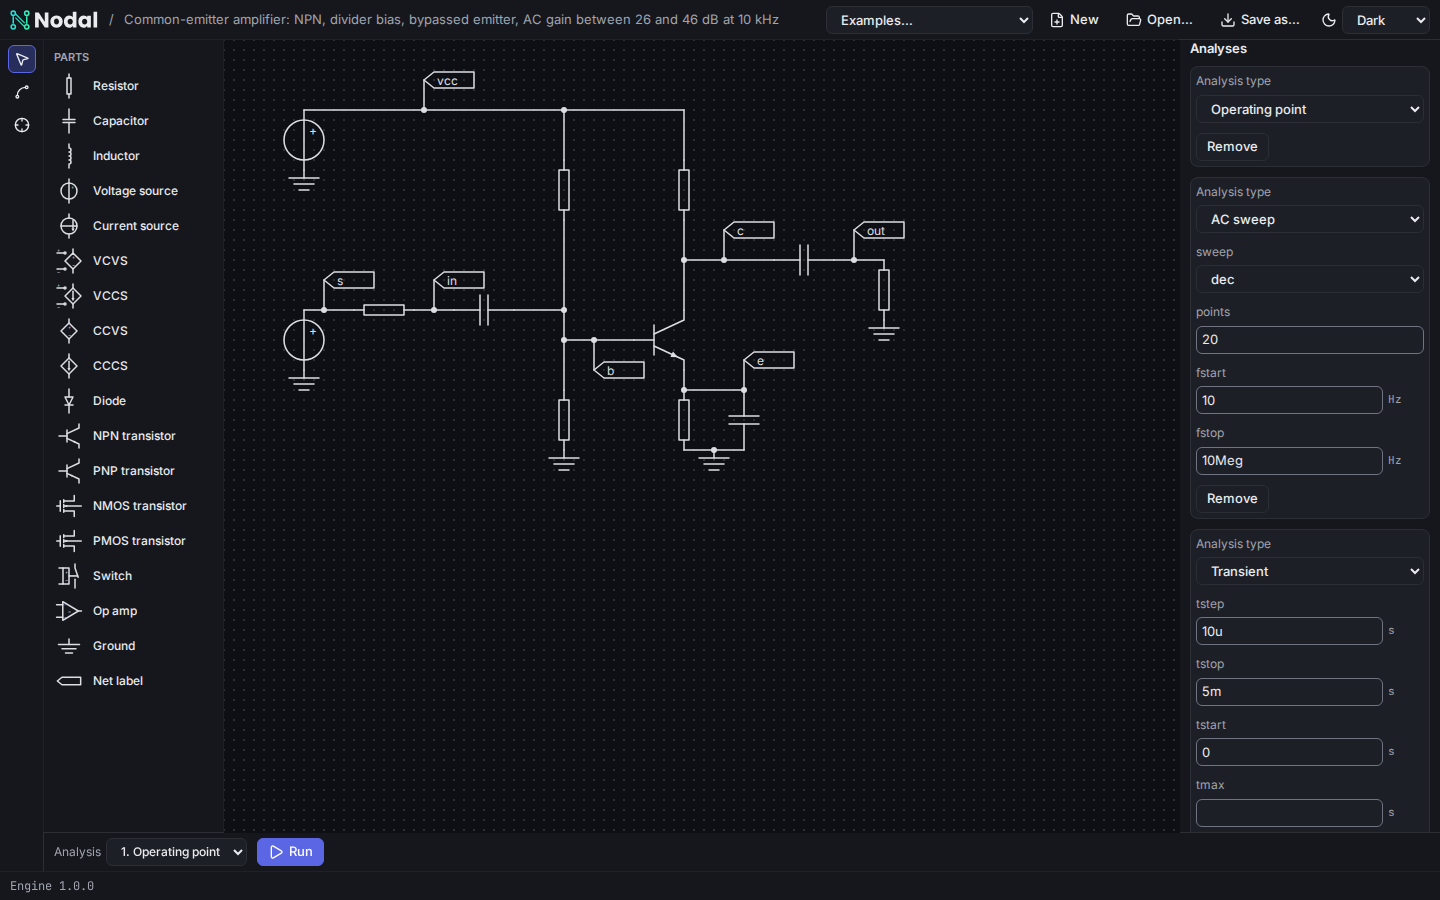 Nodal / Common-emitter amplifier: NPN, divider bias, bypassed emitter, AC gain between 26 and 46 dB at 10 kHz Examples... New Open... Save as... Dark
PARTS
Resistor
Capacitor
Inductor
Voltage source
Current source
VCVS
VCCS
CCVS
CCCS
Diode
NPN transistor
PNP transistor
NMOS transistor
PMOS transistor
Switch
Op amp
Ground
Net label
vcc
+
c
out
s
in
+
b
e
Analyses
Analysis type
Operating point
Remove
Analysis type
AC sweep
sweep
dec
points
20
fstart
10 Hz
fstop
10Meg Hz
Remove
Analysis type
Transient
tstep
10u s
tstop
5m s
tstart
0 s
tmax
s
Analysis 1. Operating point Run
Engine 1.0.0